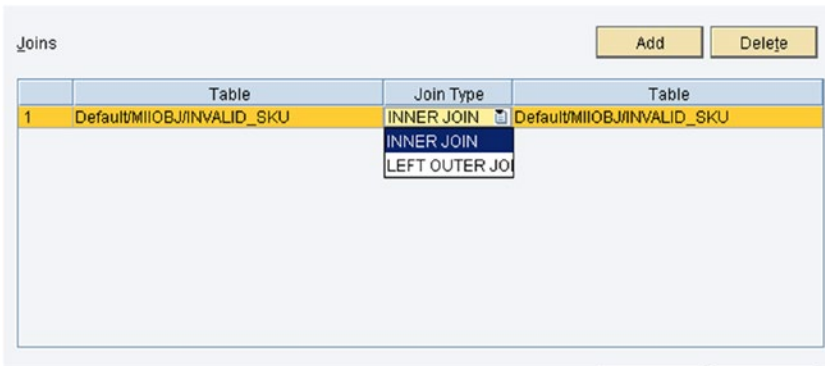 Joins
Add
Delete
Table Join Type Table
1 Default/MIIOBJ/INVALID_SKU INNER JOIN Default/MIIOBJ/INVALID_SKU
INNER JOIN
LEFT OUTER JOI